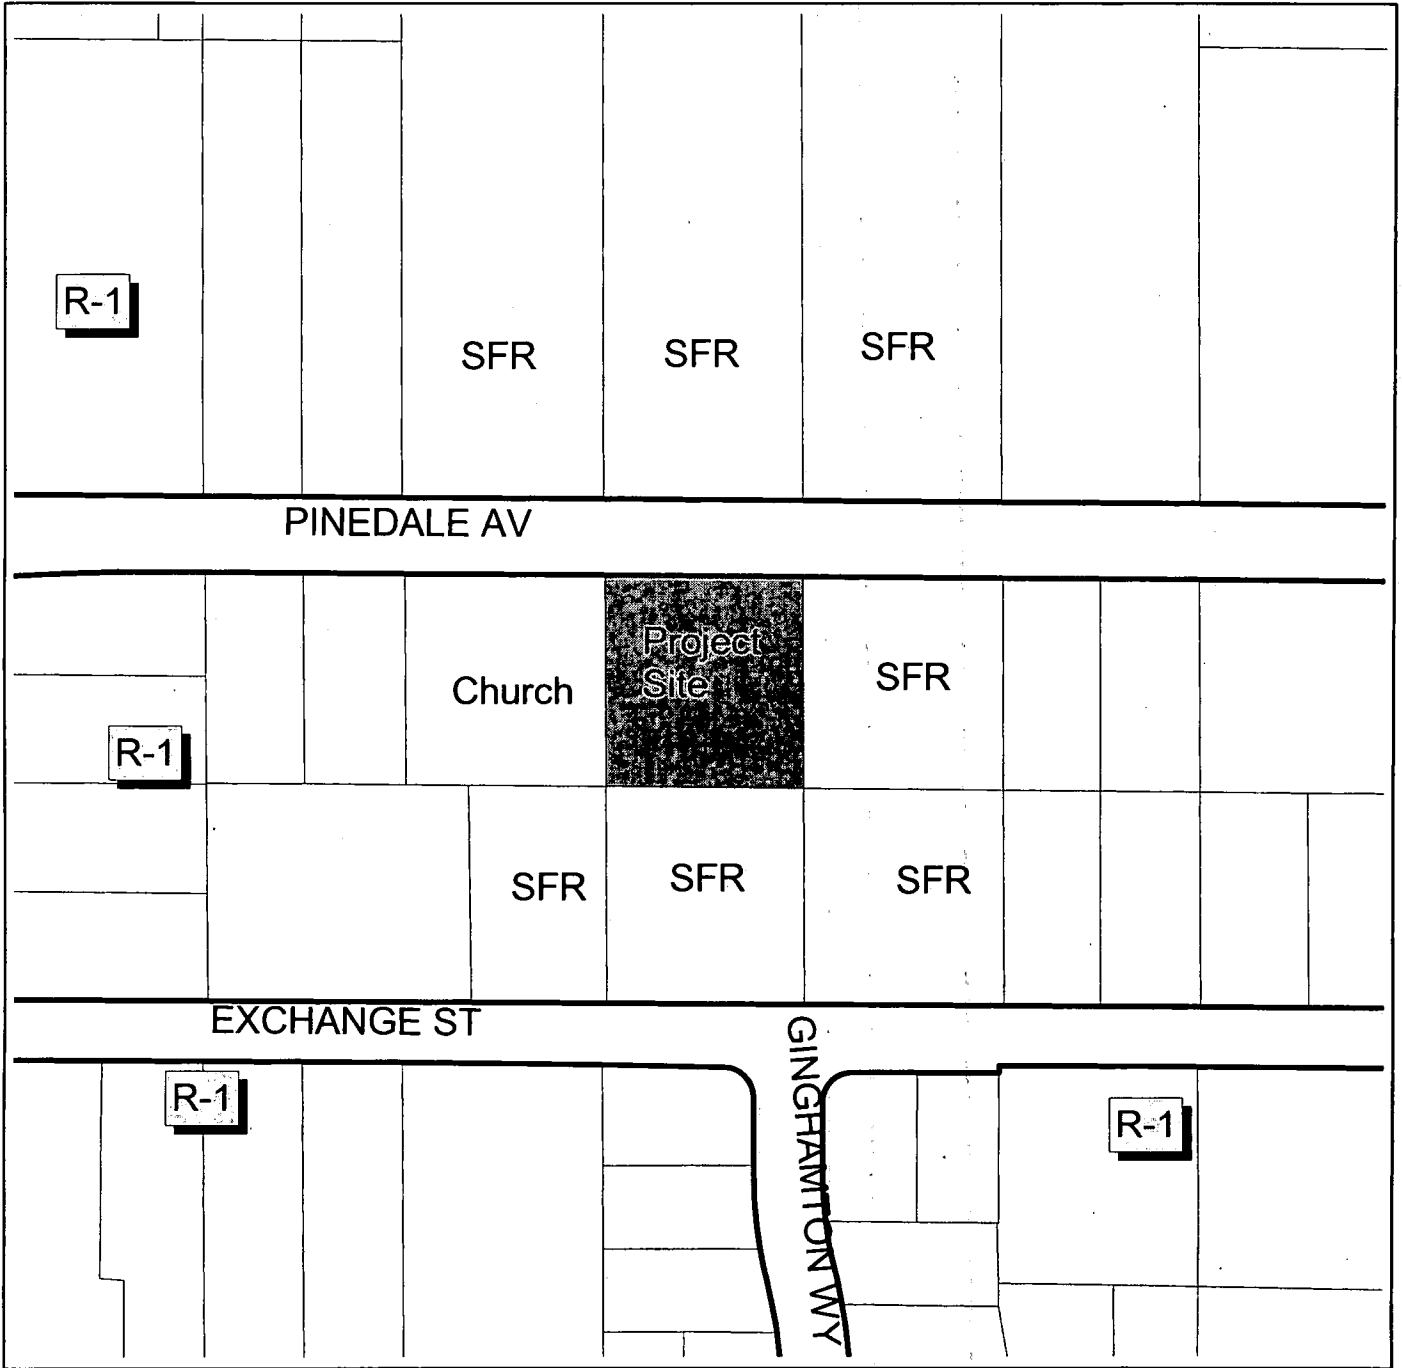 R-1
SFR
SFR
SFR
PINEDALE AV
Project
Site
Church
SFR
R-1
SFR
SFR
SFR
EXCHANGE ST
GINGHAMTON WY
R-1
R-1